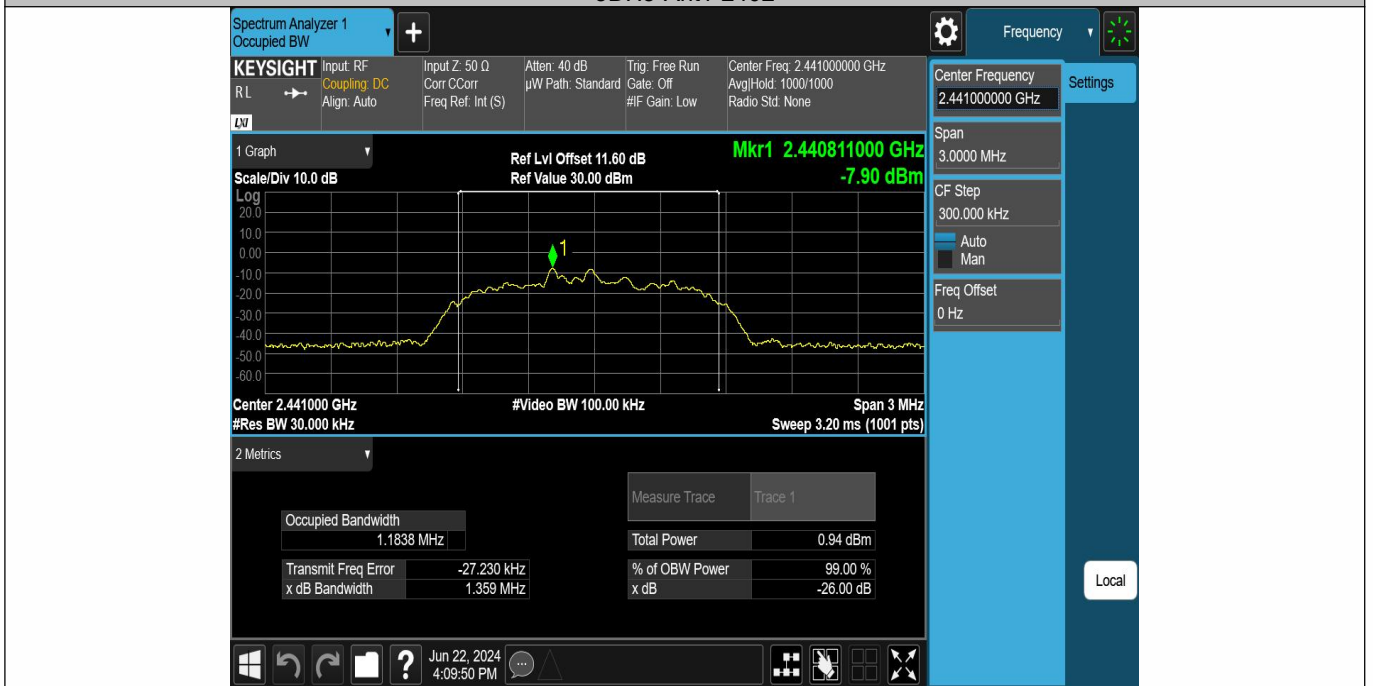 Spectrum Analyzer 1
Occupied BW
+
Frequency
KEYSIGHT
RL
LXI
Input: RF
Coupling: DC
Align: Auto
Input Z: 50 Ω
Corr CCorr
Freq Ref: Int (S)
Atten: 40 dB
µW Path: Standard
Trig: Free Run
Gate: Off
#IF Gain: Low
Center Freq: 2.441000000 GHz
Avg|Hold: 1000/1000
Radio Std: None
Center Frequency
2.441000000 GHz
Settings
Span
3.0000 MHz
CF Step
300.000 kHz
Auto
Man
Freq Offset
0 Hz
Local
1 Graph
Scale/Div 10.0 dB
Ref Lvl Offset 11.60 dB
Ref Value 30.00 dBm
Mkr1 2.440811000 GHz
-7.90 dBm
Log
20.0
10.0
0.00
-10.0
-20.0
-30.0
-40.0
-50.0
-60.0
1
Center 2.441000 GHz
#Video BW 100.00 kHz
Span 3 MHz
#Res BW 30.000 kHz
Sweep 3.20 ms (1001 pts)
2 Metrics
Measure Trace
Trace 1
Occupied Bandwidth
1.1838 MHz
Total Power
0.94 dBm
Transmit Freq Error
-27.230 kHz
% of OBW Power
99.00 %
x dB Bandwidth
1.359 MHz
x dB
-26.00 dB
?
Jun 22, 2024
4:09:50 PM